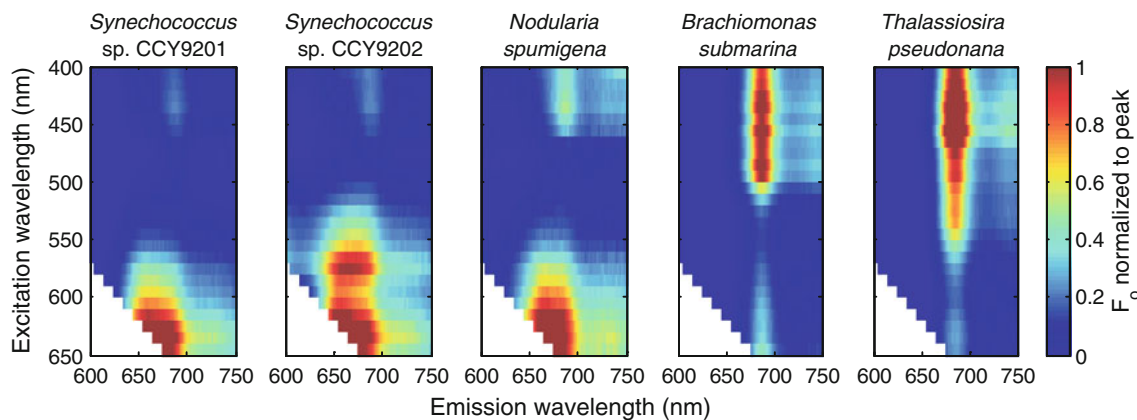 Synechococcus
sp. CCY9201
Synechococcus
sp. CCY9202
Nodularia
spumigena
Brachiomonas
submarina
Thalassiosira
pseudonana
Excitation wavelength (nm)
400
450
500
550
600
650
600 650 700 750
600 650 700 750
600 650 700 750
600 650 700 750
600 650 700 750
Emission wavelength (nm)
1
0.8
0.6
0.4
0.2
0
F₀ normalized to peak